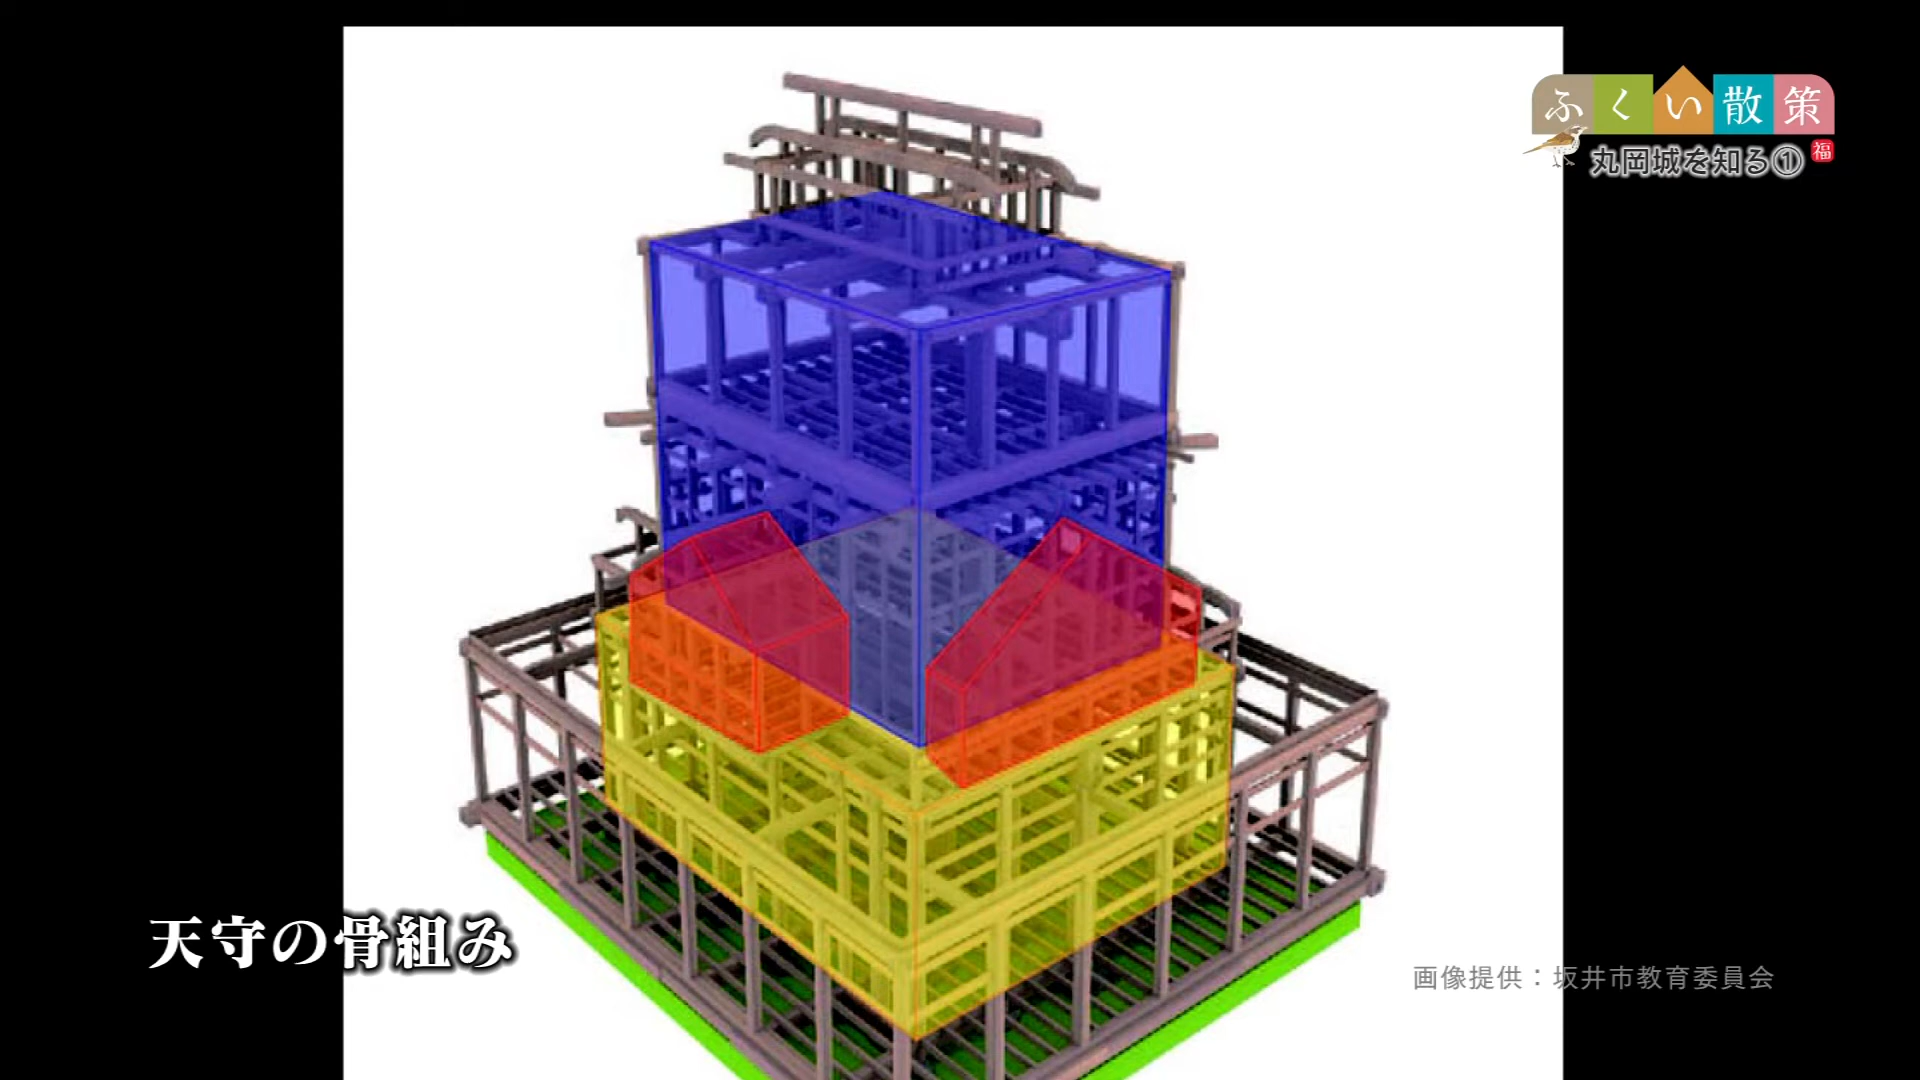 ふくい散策
丸岡城を知る①
福
天守の骨組み
画像提供：坂井市教育委員会